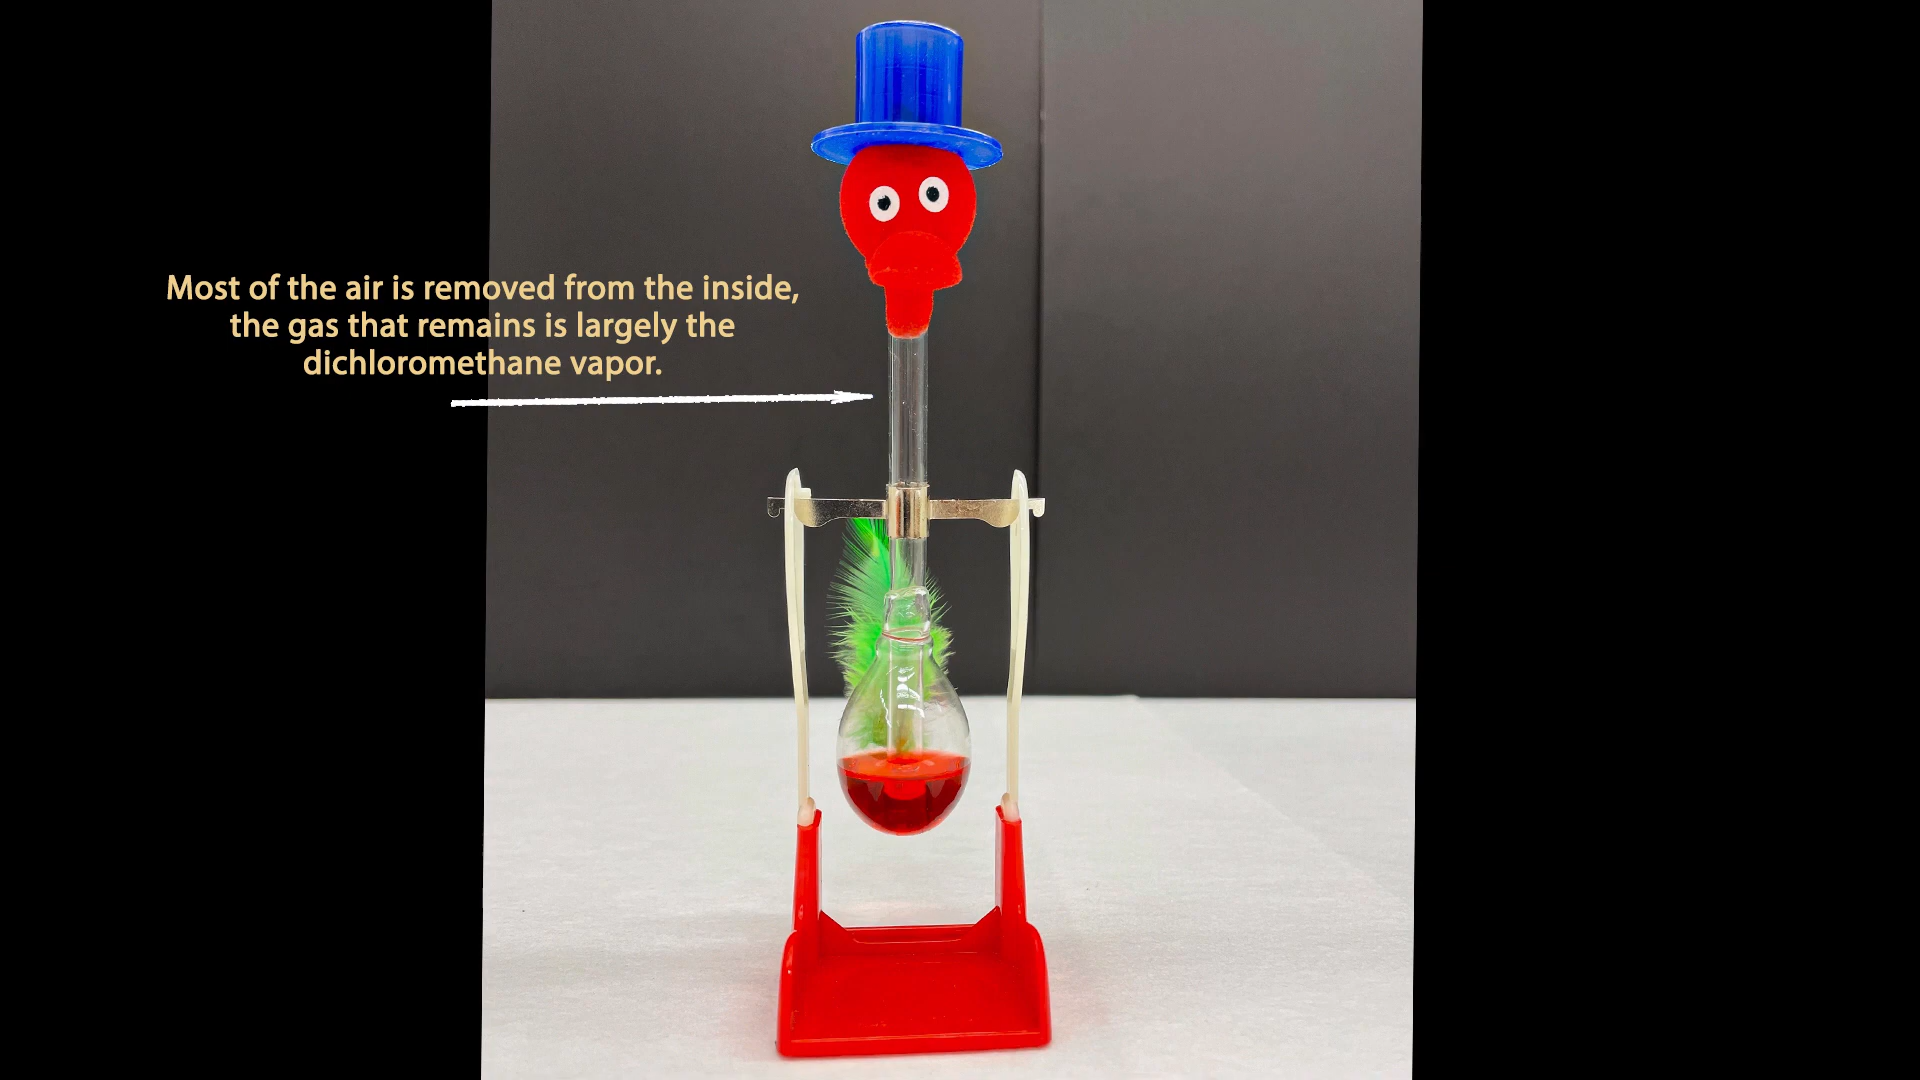 Most of the air is removed from the inside,
the gas that remains is largely the
dichloromethane vapor.